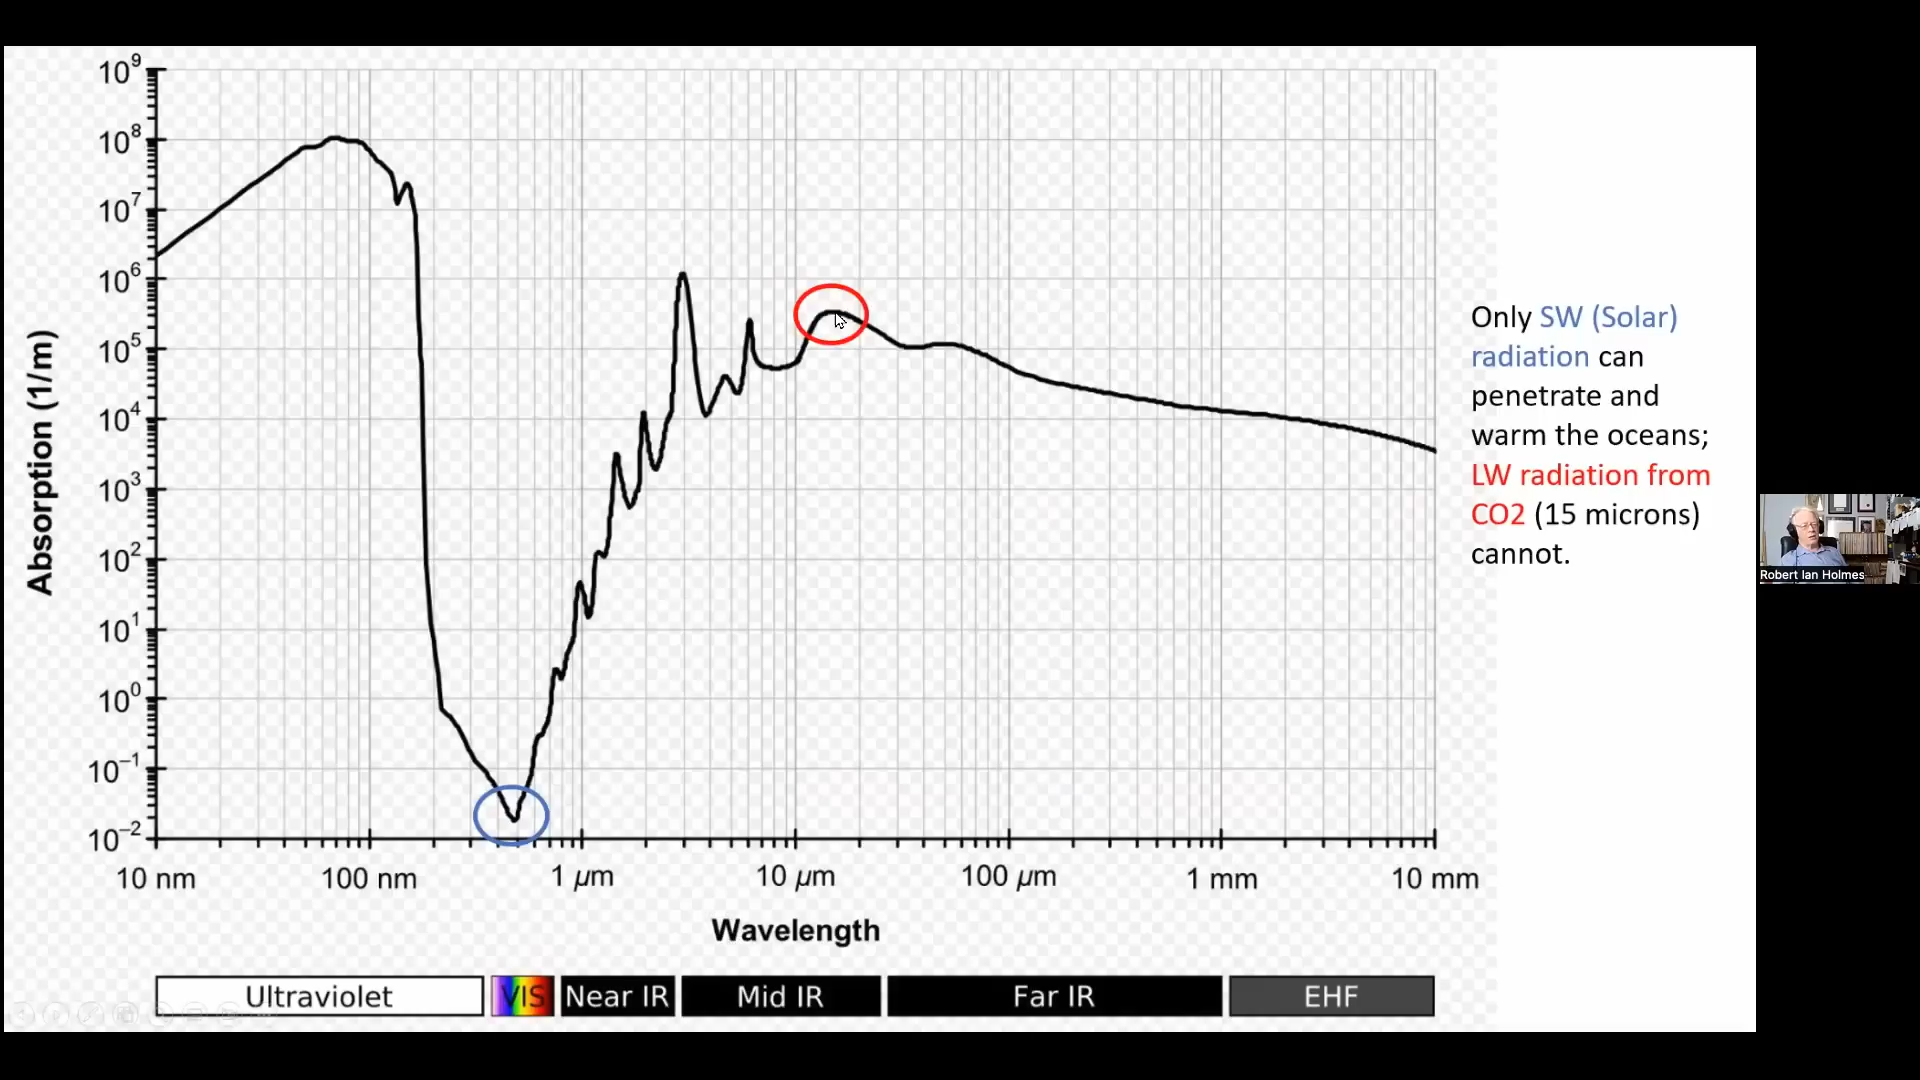 10⁹
10⁸
10⁷
10⁶
10⁵
10⁴
10³
10²
10¹
10⁰
10⁻¹
10⁻²
Absorption (1/m)
10 nm
100 nm
1 µm
10 µm
100 µm
1 mm
10 mm
Wavelength
Ultraviolet
VIS
Near IR
Mid IR
Far IR
EHF
Only SW (Solar)
radiation can
penetrate and
warm the oceans;
LW radiation from
CO2 (15 microns)
cannot.
Robert Ian Holmes